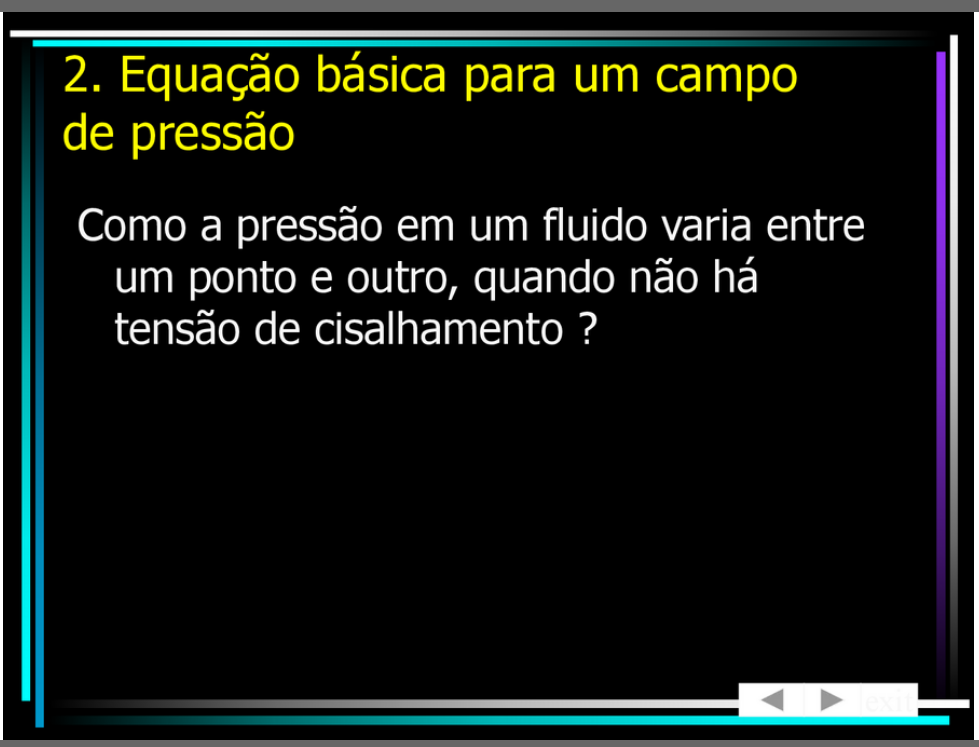 2. Equação básica para um campo
de pressão
Como a pressão em um fluido varia entre
um ponto e outro, quando não há
tensão de cisalhamento ?
exit